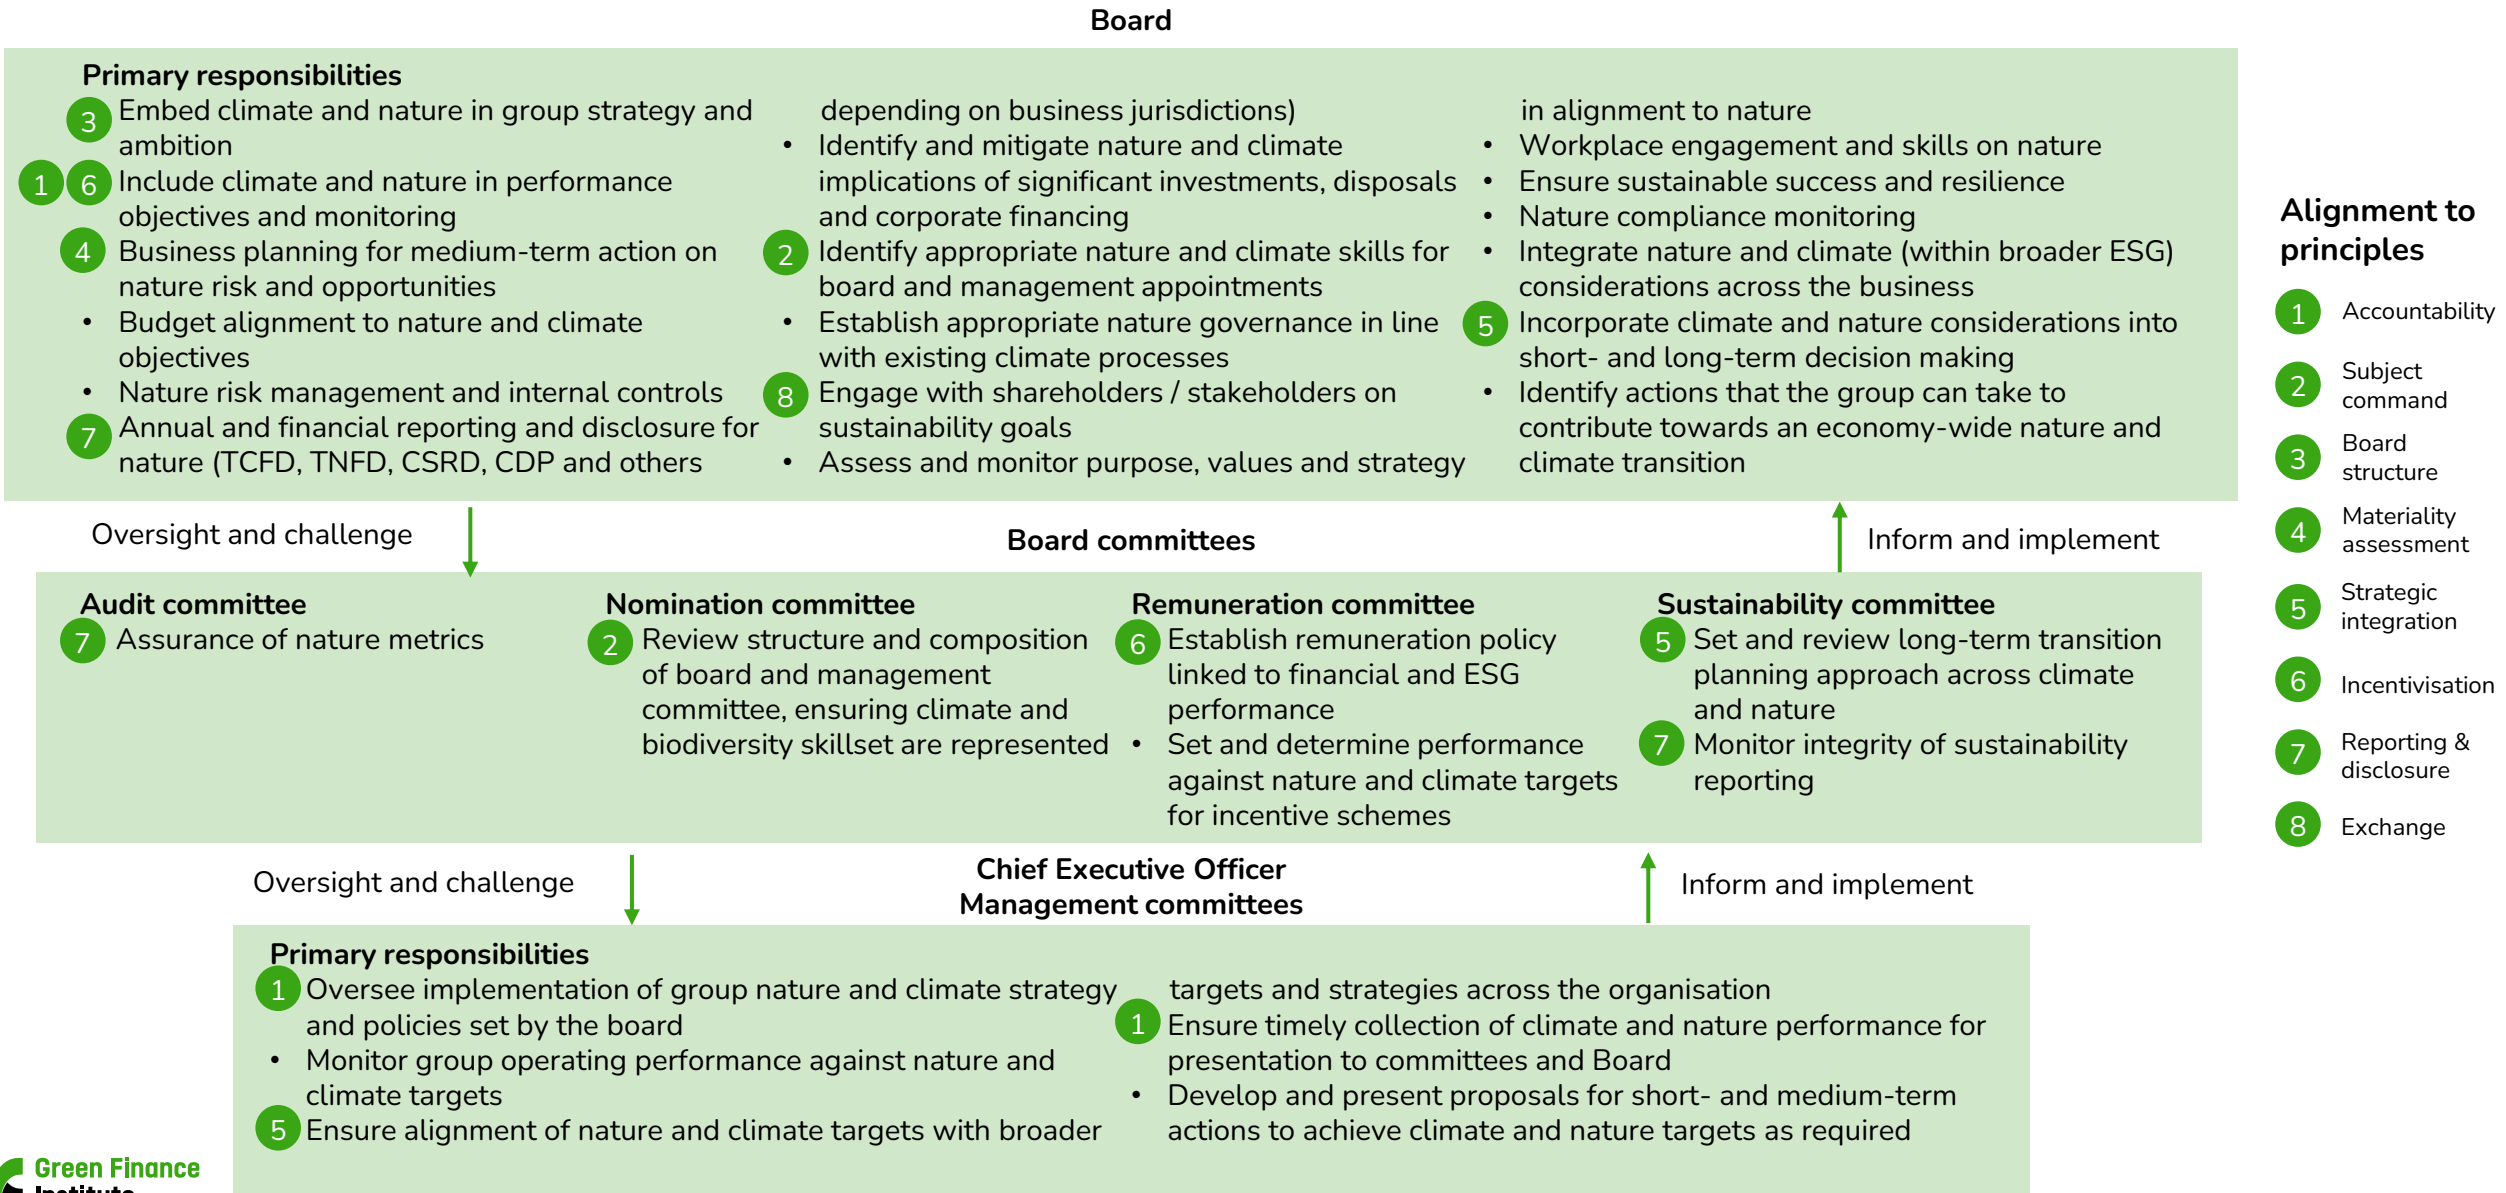 Board
Primary responsibilities
3 Embed climate and nature in group strategy and
ambition
1 6 Include climate and nature in performance
objectives and monitoring
4 Business planning for medium-term action on
nature risk and opportunities
• Budget alignment to nature and climate
objectives
• Nature risk management and internal controls
7 Annual and financial reporting and disclosure for
nature (TCFD, TNFD, CSRD, CDP and others
depending on business jurisdictions)
• Identify and mitigate nature and climate
implications of significant investments, disposals
and corporate financing
2 Identify appropriate nature and climate skills for
board and management appointments
• Establish appropriate nature governance in line
with existing climate processes
8 Engage with shareholders / stakeholders on
sustainability goals
• Assess and monitor purpose, values and strategy
in alignment to nature
• Workplace engagement and skills on nature
• Ensure sustainable success and resilience
• Nature compliance monitoring
• Integrate nature and climate (within broader ESG)
considerations across the business
5 Incorporate climate and nature considerations into
short- and long-term decision making
• Identify actions that the group can take to
contribute towards an economy-wide nature and
climate transition
Oversight and challenge
Board committees
Inform and implement
Audit committee
7 Assurance of nature metrics
Nomination committee
2 Review structure and composition
of board and management
committee, ensuring climate and
biodiversity skillset are represented
Remuneration committee
6 Establish remuneration policy
linked to financial and ESG
performance
• Set and determine performance
against nature and climate targets
for incentive schemes
Sustainability committee
5 Set and review long-term transition
planning approach across climate
and nature
7 Monitor integrity of sustainability
reporting
Oversight and challenge
Chief Executive Officer
Management committees
Inform and implement
Primary responsibilities
1 Oversee implementation of group nature and climate strategy
and policies set by the board
• Monitor group operating performance against nature and
climate targets
5 Ensure alignment of nature and climate targets with broader
targets and strategies across the organisation
1 Ensure timely collection of climate and nature performance for
presentation to committees and Board
• Develop and present proposals for short- and medium-term
actions to achieve climate and nature targets as required
Alignment to
principles
1 Accountability
2 Subject
command
3 Board
structure
4 Materiality
assessment
5 Strategic
integration
6 Incentivisation
7 Reporting &
disclosure
8 Exchange
Green Finance
Institute